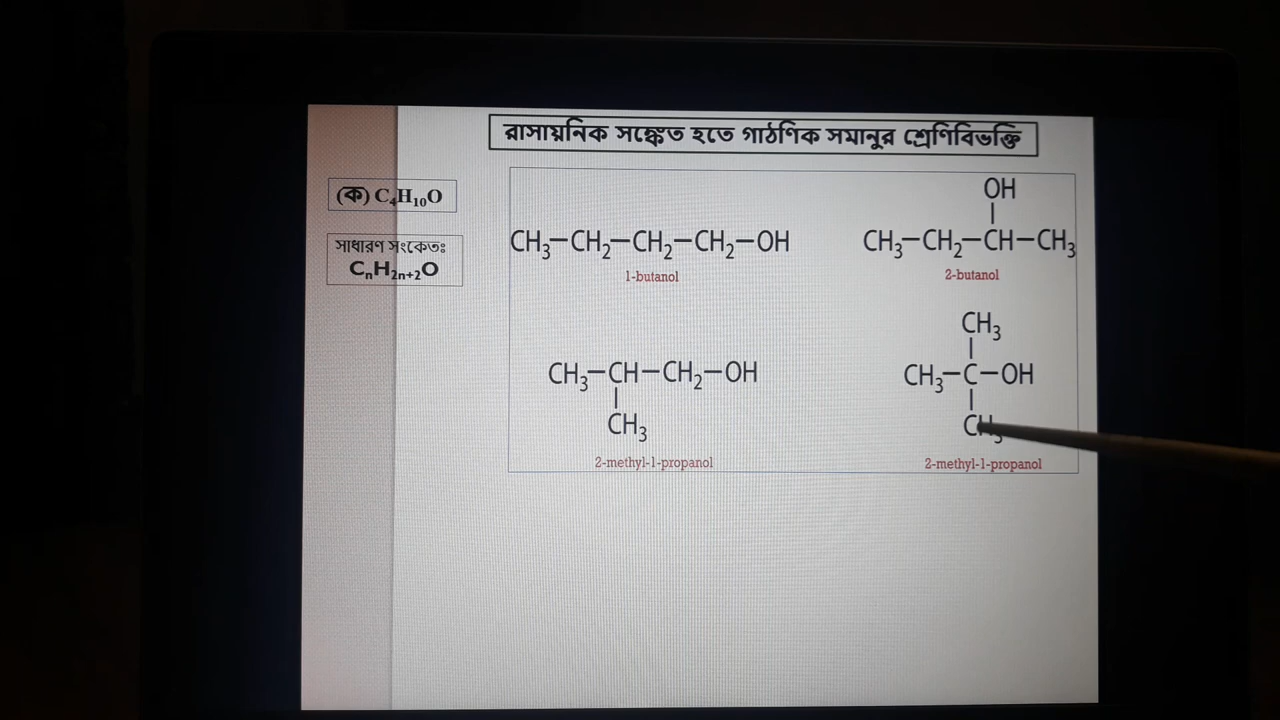 রাসায়নিক সঙ্কেত হতে গাঠণিক সমানুর শ্রেণিবিভক্তি
(ক) C₄H₁₀O
সাধারণ সংকেতঃ
CₙH₂ₙ₊₂O
CH₃–CH₂–CH₂–CH₂–OH
1-butanol
OH
CH₃–CH₂–CH–CH₃
2-butanol
CH₃–CH–CH₂–OH
CH₃
2-methyl-1-propanol
CH₃
CH₃–C–OH
CH₃
2-methyl-1-propanol